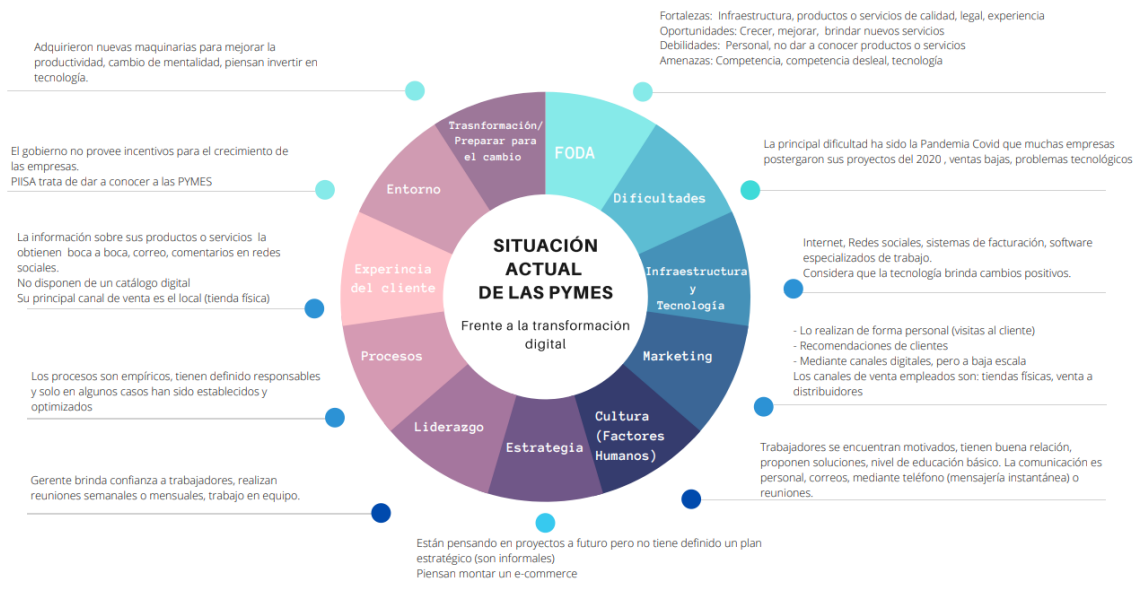 Fortalezas: Infraestructura, productos o servicios de calidad, legal, experiencia
Oportunidades: Crecer, mejorar, brindar nuevos servicios
Debilidades: Personal, no dar a conocer productos o servicios
Amenazas: Competencia, competencia desleal, tecnología
Adquirieron nuevas maquinarias para mejorar la
productividad, cambio de mentalidad, piensan invertir en
tecnología.
Trasnformación/
Preparar para
el cambio
FODA
La principal dificultad ha sido la Pandemia Covid que muchas empresas
postergaron sus proyectos del 2020 , ventas bajas, problemas tecnológicos
El gobierno no provee incentivos para el crecimiento de
las empresas.
PIISA trata de dar a conocer a las PYMES
Entorno
Dificultades
La información sobre sus productos o servicios la
obtienen boca a boca, correo, comentarios en redes
sociales.
No disponen de un catálogo digital
Su principal canal de venta es el local (tienda física)
Experincia
del cliente
SITUACIÓN
ACTUAL
DE LAS PYMES
Frente a la transformación
digital
Infraestructura
y
Tecnología
Internet, Redes sociales, sistemas de facturación, software
especializados de trabajo.
Considera que la tecnología brinda cambios positivos.
- Lo realizan de forma personal (visitas al cliente)
- Recomendaciones de clientes
- Mediante canales digitales, pero a baja escala
Los canales de venta empleados son: tiendas físicas, venta a
distribuidores
Procesos
Marketing
Los procesos son empíricos, tienen definido responsables
y solo en algunos casos han sido establecidos y
optimizados
Liderazgo
Estrategia
Cultura
(Factores
Humanos)
Trabajadores se encuentran motivados, tienen buena relación,
proponen soluciones, nivel de educación básico. La comunicación es
personal, correos, mediante teléfono (mensajería instantánea) o
reuniones.
Gerente brinda confianza a trabajadores, realizan
reuniones semanales o mensuales, trabajo en equipo.
Están pensando en proyectos a futuro pero no tiene definido un plan
estratégico (son informales)
Piensan montar un e-commerce